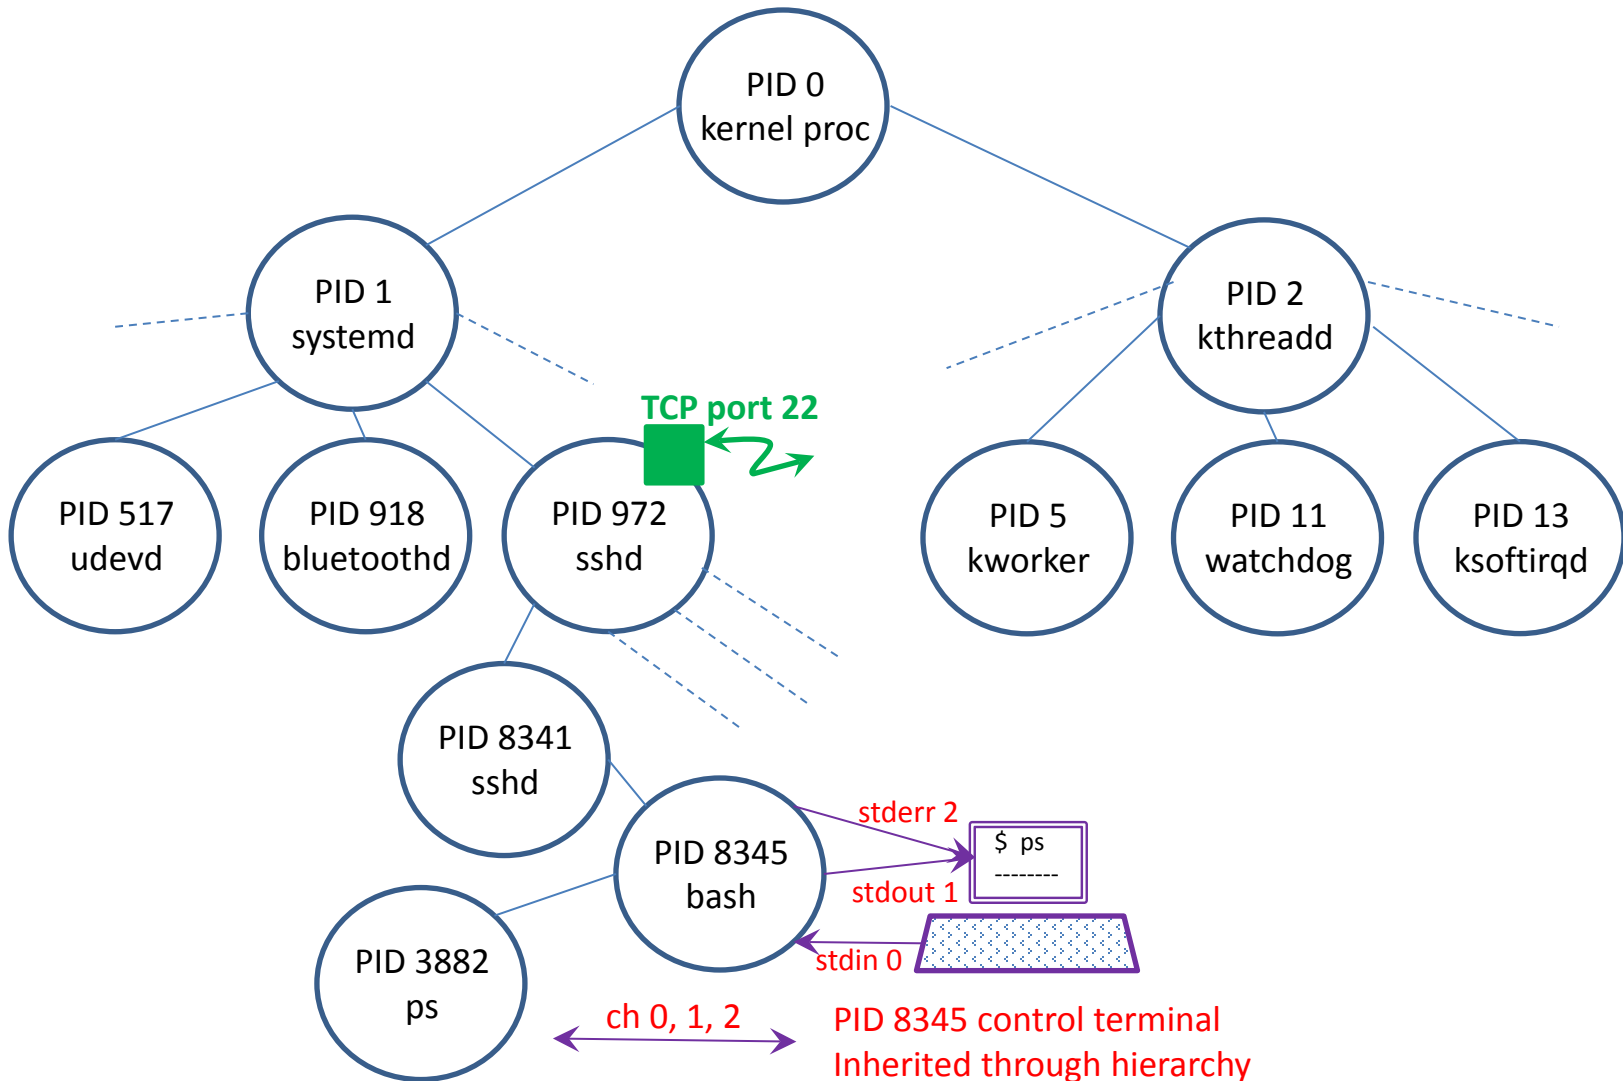 PID 0
kernel proc
PID 1
systemd
PID 2
kthreadd
TCP port 22
PID 517
udevd
PID 918
bluetoothd
PID 972
sshd
PID 5
kworker
PID 11
watchdog
PID 13
ksoftirqd
PID 8341
sshd
PID 8345
bash
stderr 2
$ ps
--------
stdout 1
stdin 0
PID 3882
ps
ch 0, 1, 2
PID 8345 control terminal
Inherited through hierarchy